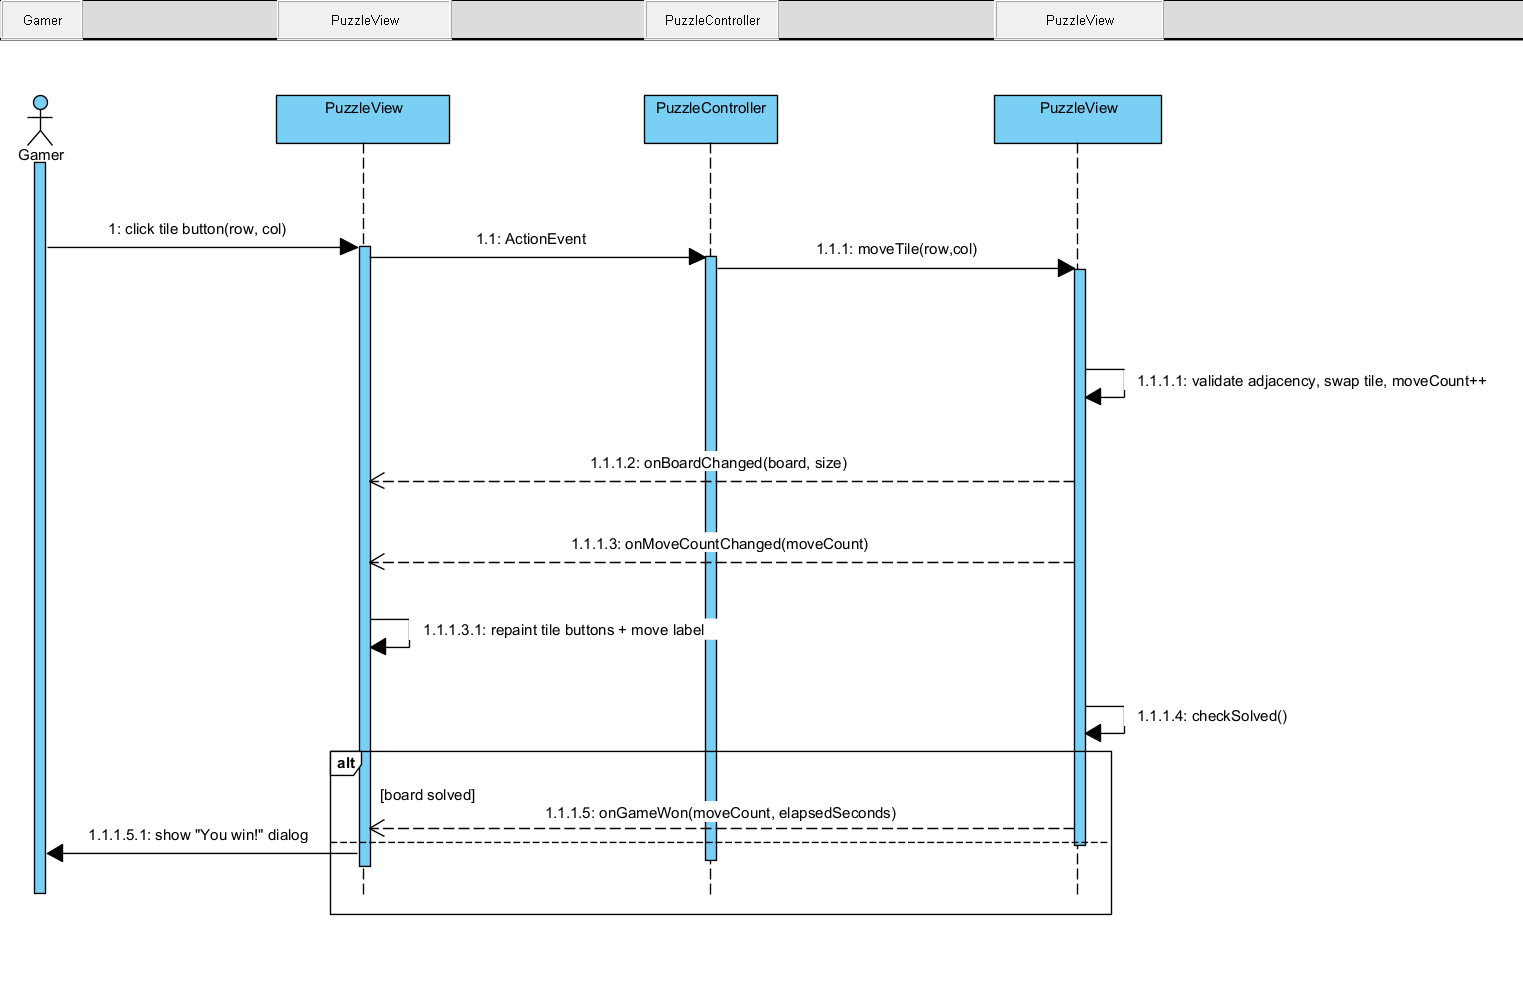 Gamer
PuzzleView
PuzzleController
PuzzleView
PuzzleView
PuzzleController
PuzzleView
Gamer
1: click tile button(row, col)
1.1: ActionEvent
1.1.1: moveTile(row,col)
1.1.1.1: validate adjacency, swap tile, moveCount++
1.1.1.2: onBoardChanged(board, size)
1.1.1.3: onMoveCountChanged(moveCount)
1.1.1.3.1: repaint tile buttons + move label
1.1.1.4: checkSolved()
alt
[board solved]
1.1.1.5: onGameWon(moveCount, elapsedSeconds)
1.1.1.5.1: show "You win!" dialog